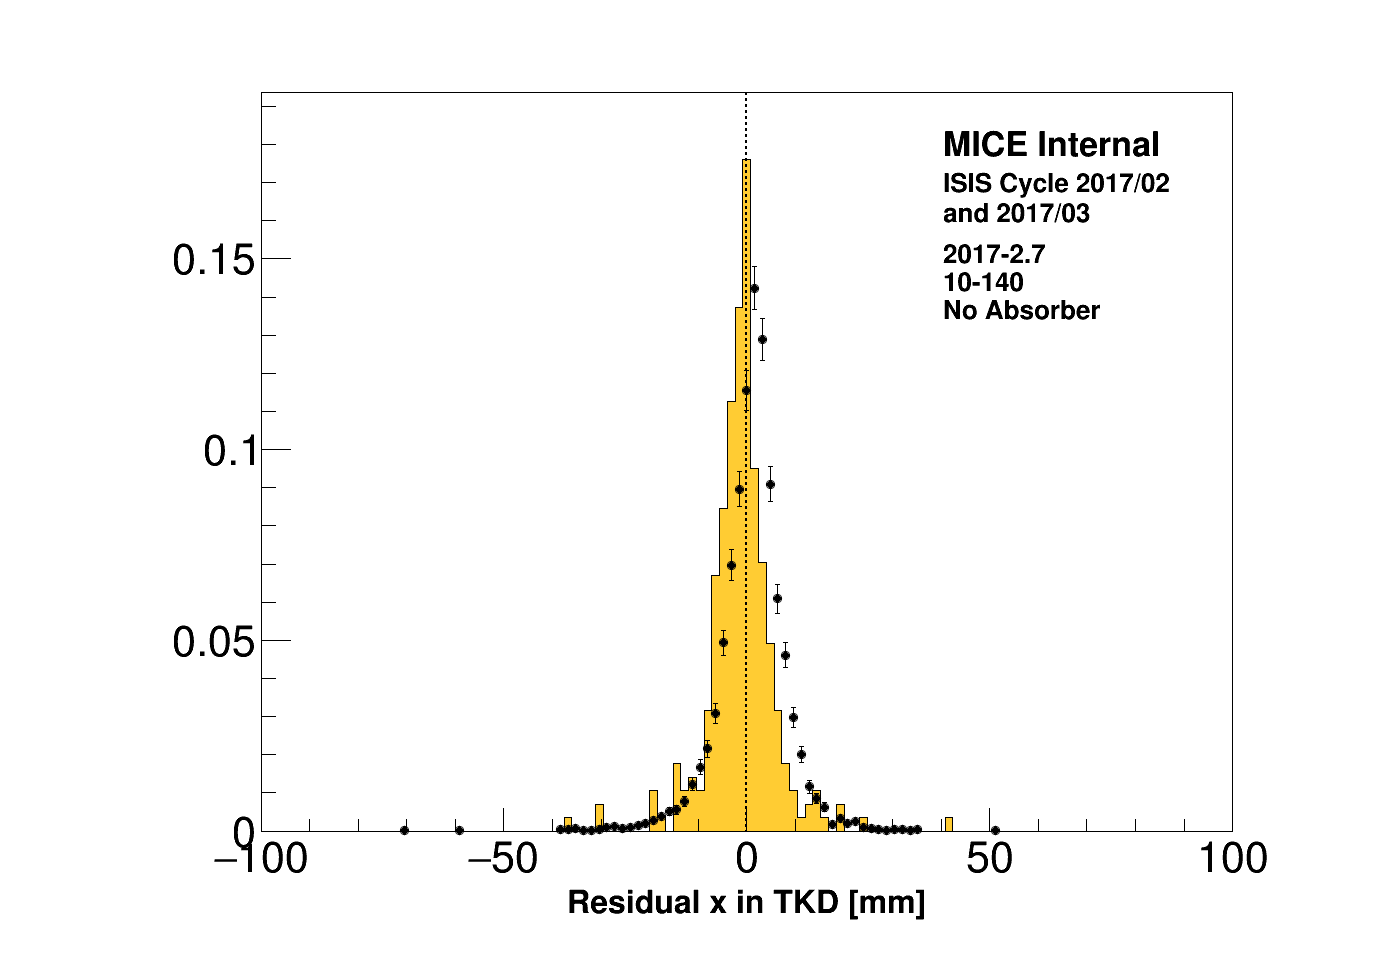 MICE Internal
ISIS Cycle 2017/02
and 2017/03
2017-2.7
10-140
No Absorber
0.15
0.1
0.05
0
−100 −50 0 50 100
Residual x in TKD [mm]